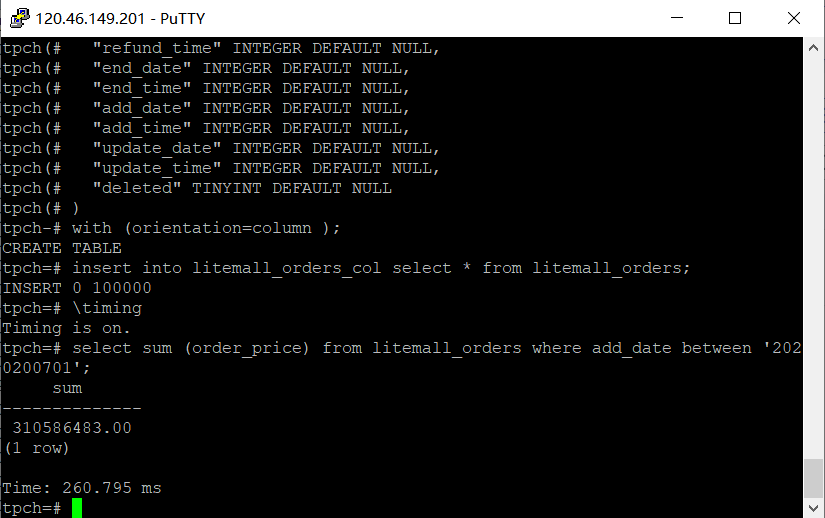 120.46.149.201 - PuTTY
tpch(#   "refund_time" INTEGER DEFAULT NULL,
tpch(#   "end_date" INTEGER DEFAULT NULL,
tpch(#   "end_time" INTEGER DEFAULT NULL,
tpch(#   "add_date" INTEGER DEFAULT NULL,
tpch(#   "add_time" INTEGER DEFAULT NULL,
tpch(#   "update_date" INTEGER DEFAULT NULL,
tpch(#   "update_time" INTEGER DEFAULT NULL,
tpch(#   "deleted" TINYINT DEFAULT NULL
tpch(# )
tpch-# with (orientation=column );
CREATE TABLE
tpch=# insert into litemall_orders_col select * from litemall_orders;
INSERT 0 100000
tpch=# \timing
Timing is on.
tpch=# select sum (order_price) from litemall_orders where add_date between '202
0200701';
     sum
--------------
 310586483.00
(1 row)
Time: 260.795 ms
tpch=#